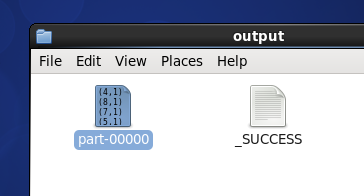 output
File Edit View Places Help
(4,1)
(8,1)
(7,1)
(5,1)
part-00000
_SUCCESS